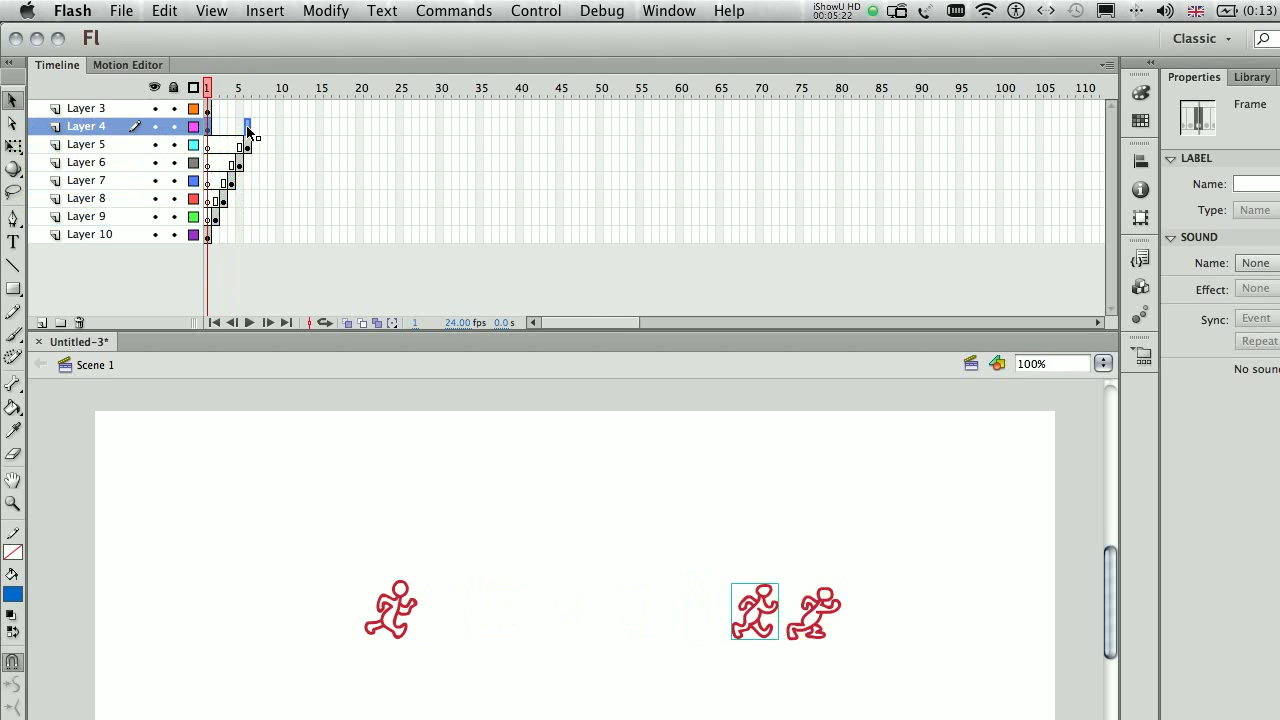 Flash File Edit View Insert Modify Text Commands Control Debug Window Help iShowU HD 00:05:22 (0:13)
Fl Classic
Timeline Motion Editor
Properties Library
1 5 10 15 20 25 30 35 40 45 50 55 60 65 70 75 80 85 90 95 100 105 110
Layer 3
Layer 4
Layer 5
Layer 6
Layer 7
Layer 8
Layer 9
Layer 10
1 24.00 fps 0.0 s
Frame
LABEL
Name:
Type: Name
SOUND
Name: None
Effect: None
Sync: Event
Repeat
No soun
Untitled-3*
Scene 1
100%
T